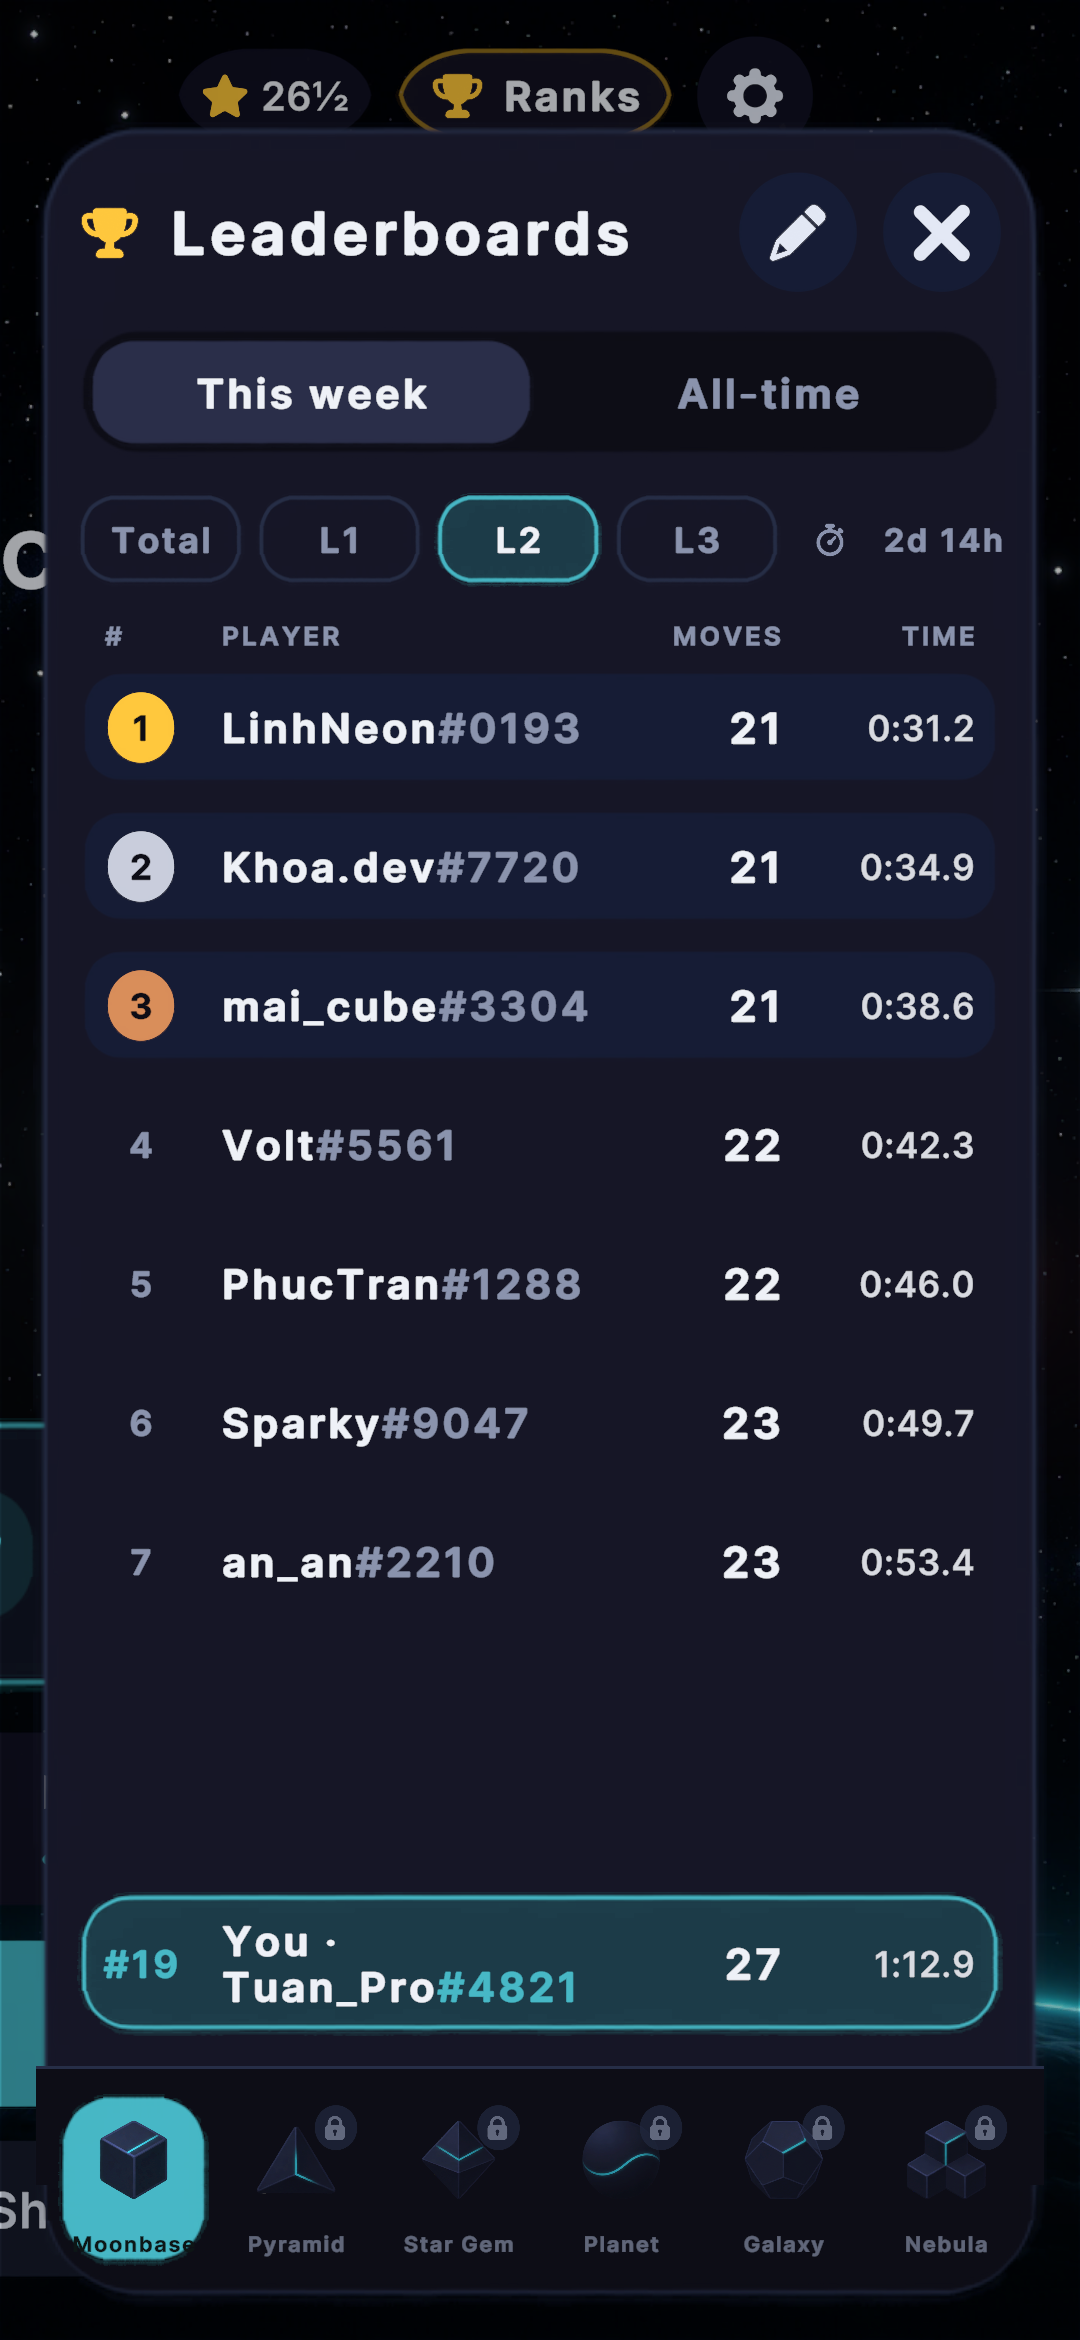 26½ Ranks
Leaderboards
This week All-time
Total L1 L2 L3 2d 14h
# PLAYER MOVES TIME
1 LinhNeon#0193 21 0:31.2
2 Khoa.dev#7720 21 0:34.9
3 mai_cube#3304 21 0:38.6
4 Volt#5561 22 0:42.3
5 PhucTran#1288 22 0:46.0
6 Sparky#9047 23 0:49.7
7 an_an#2210 23 0:53.4
#19 You · 27 1:12.9
Tuan_Pro#4821
Sh
Moonbase Pyramid Star Gem Planet Galaxy Nebula